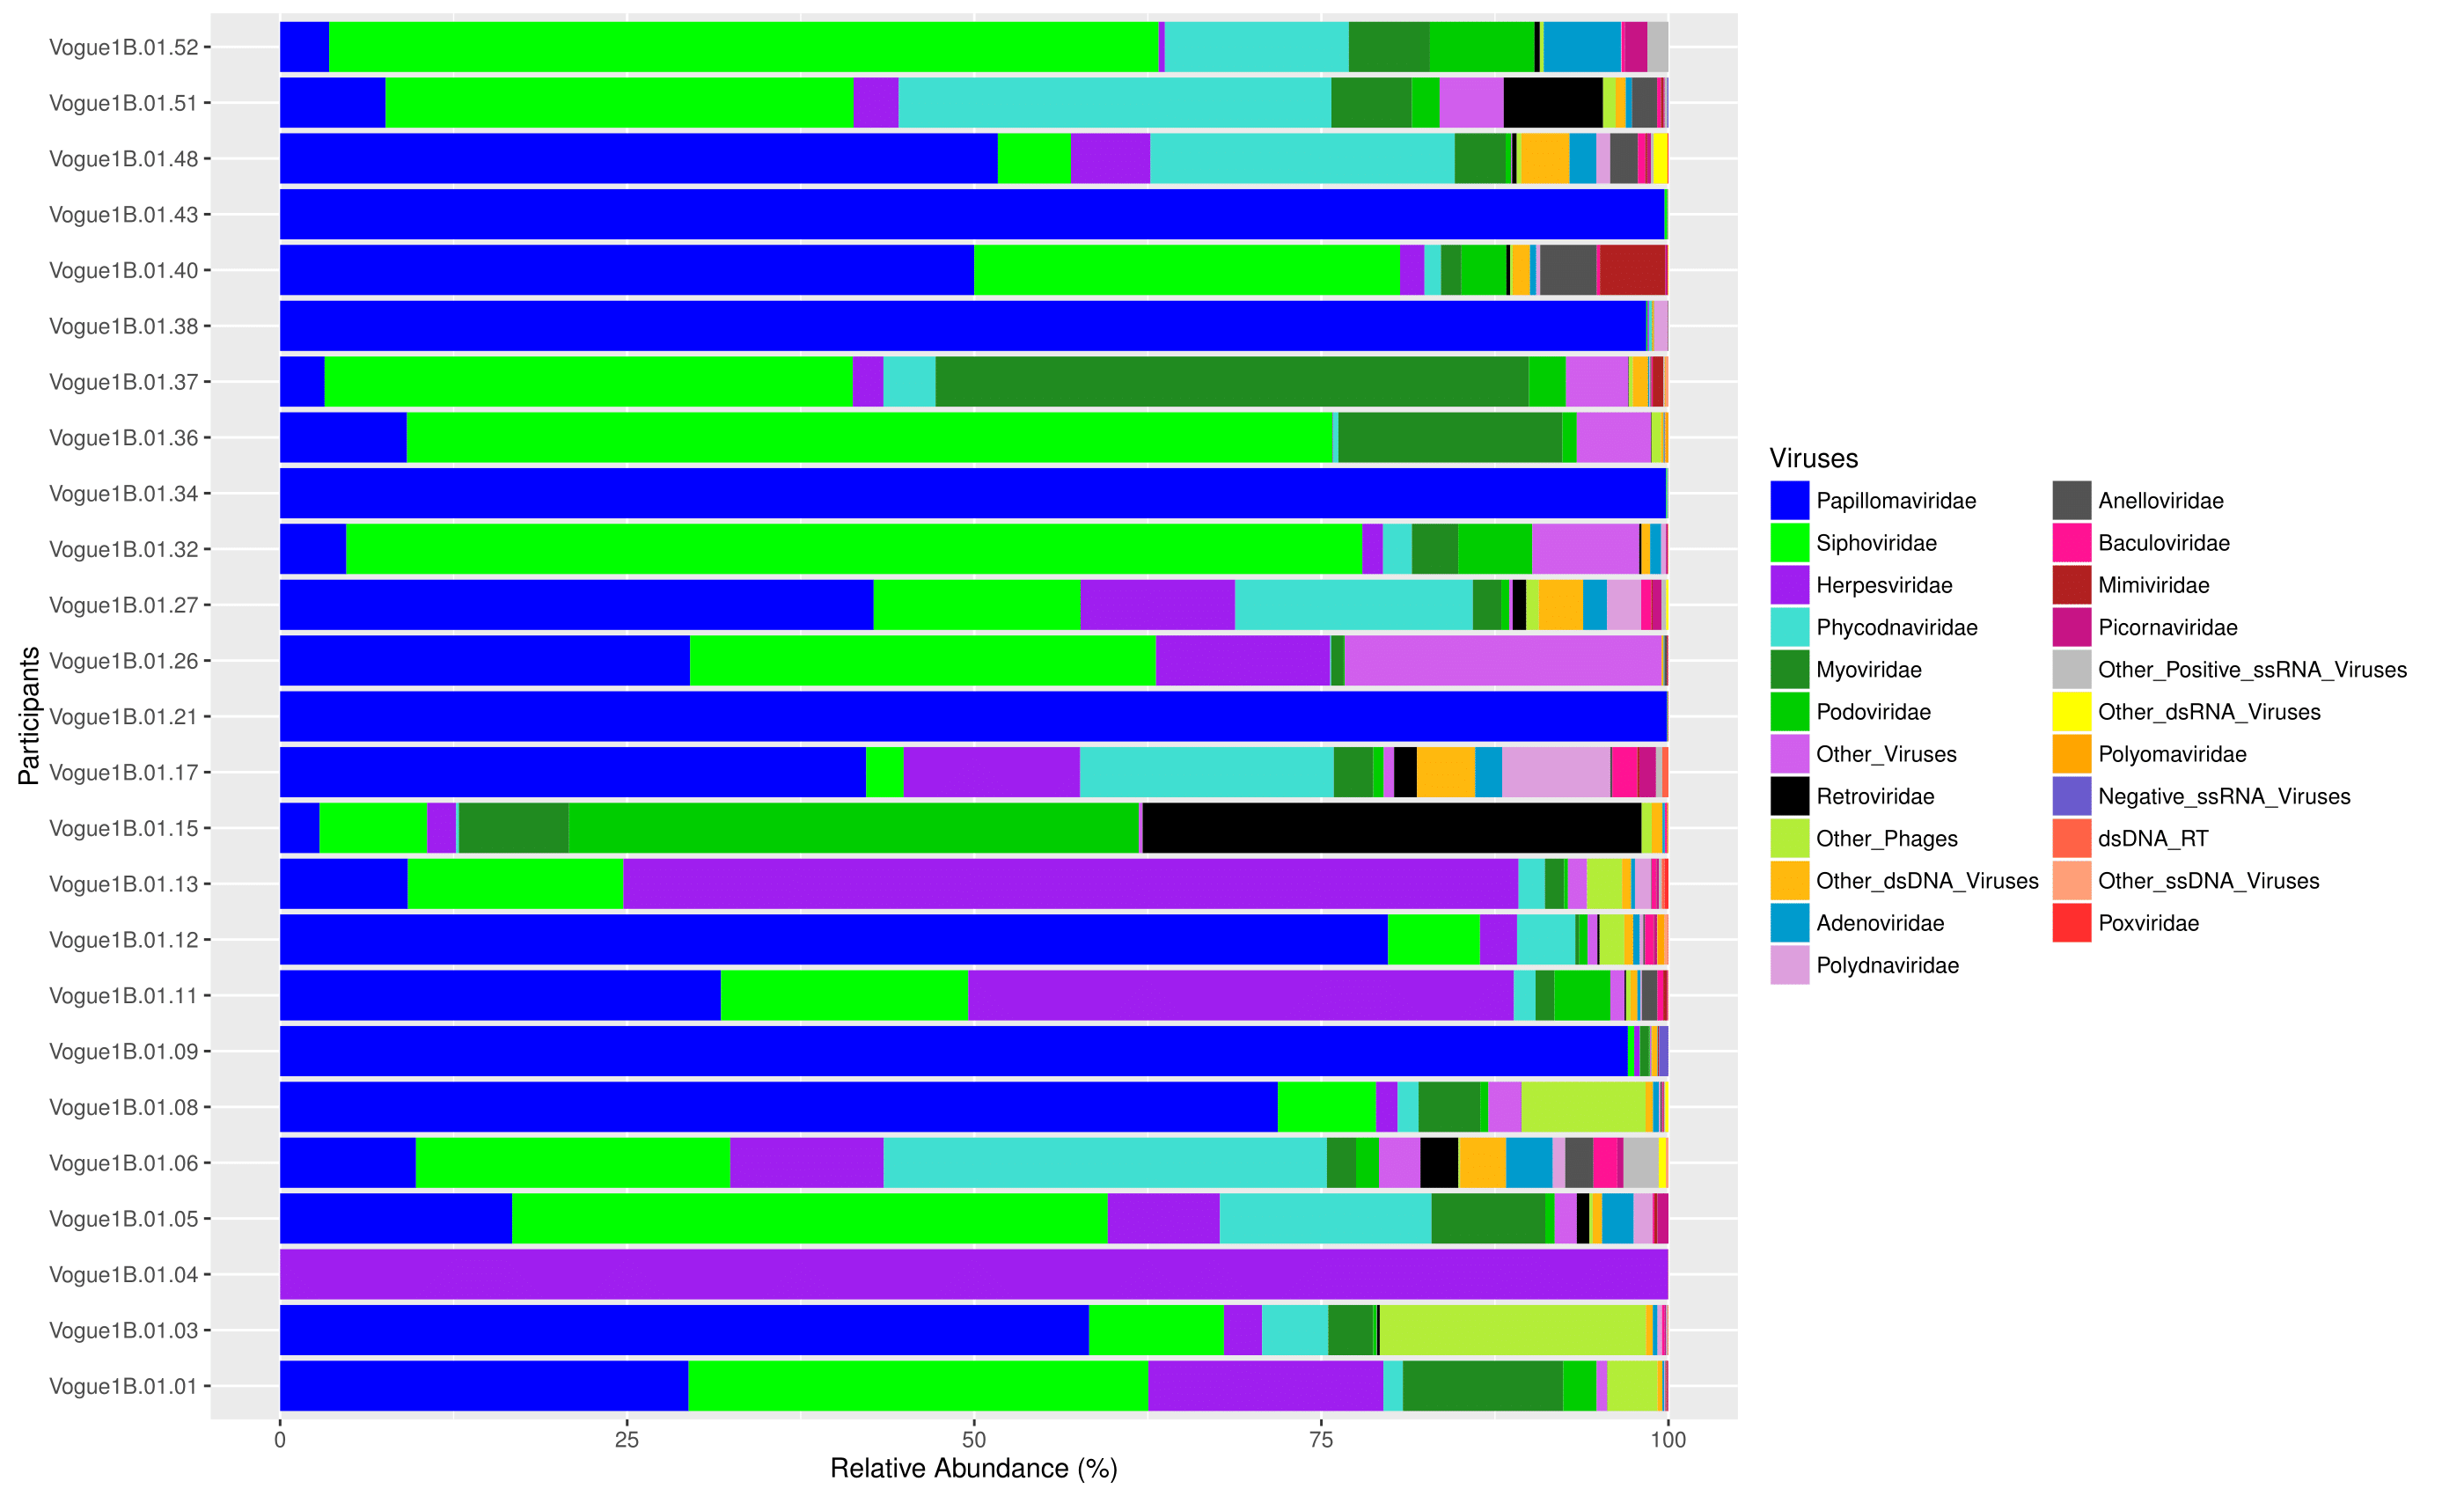 Vogue1B.01.52
Vogue1B.01.51
Vogue1B.01.48
Vogue1B.01.43
Vogue1B.01.40
Vogue1B.01.38
Vogue1B.01.37
Vogue1B.01.36
Vogue1B.01.34
Vogue1B.01.32
Vogue1B.01.27
Vogue1B.01.26
Vogue1B.01.21
Vogue1B.01.17
Vogue1B.01.15
Vogue1B.01.13
Vogue1B.01.12
Vogue1B.01.11
Vogue1B.01.09
Vogue1B.01.08
Vogue1B.01.06
Vogue1B.01.05
Vogue1B.01.04
Vogue1B.01.03
Vogue1B.01.01
Participants
0 25 50 75 100
Relative Abundance (%)
Viruses
Papillomaviridae
Siphoviridae
Herpesviridae
Phycodnaviridae
Myoviridae
Podoviridae
Other_Viruses
Retroviridae
Other_Phages
Other_dsDNA_Viruses
Adenoviridae
Polydnaviridae
Anelloviridae
Baculoviridae
Mimiviridae
Picornaviridae
Other_Positive_ssRNA_Viruses
Other_dsRNA_Viruses
Polyomaviridae
Negative_ssRNA_Viruses
dsDNA_RT
Other_ssDNA_Viruses
Poxviridae